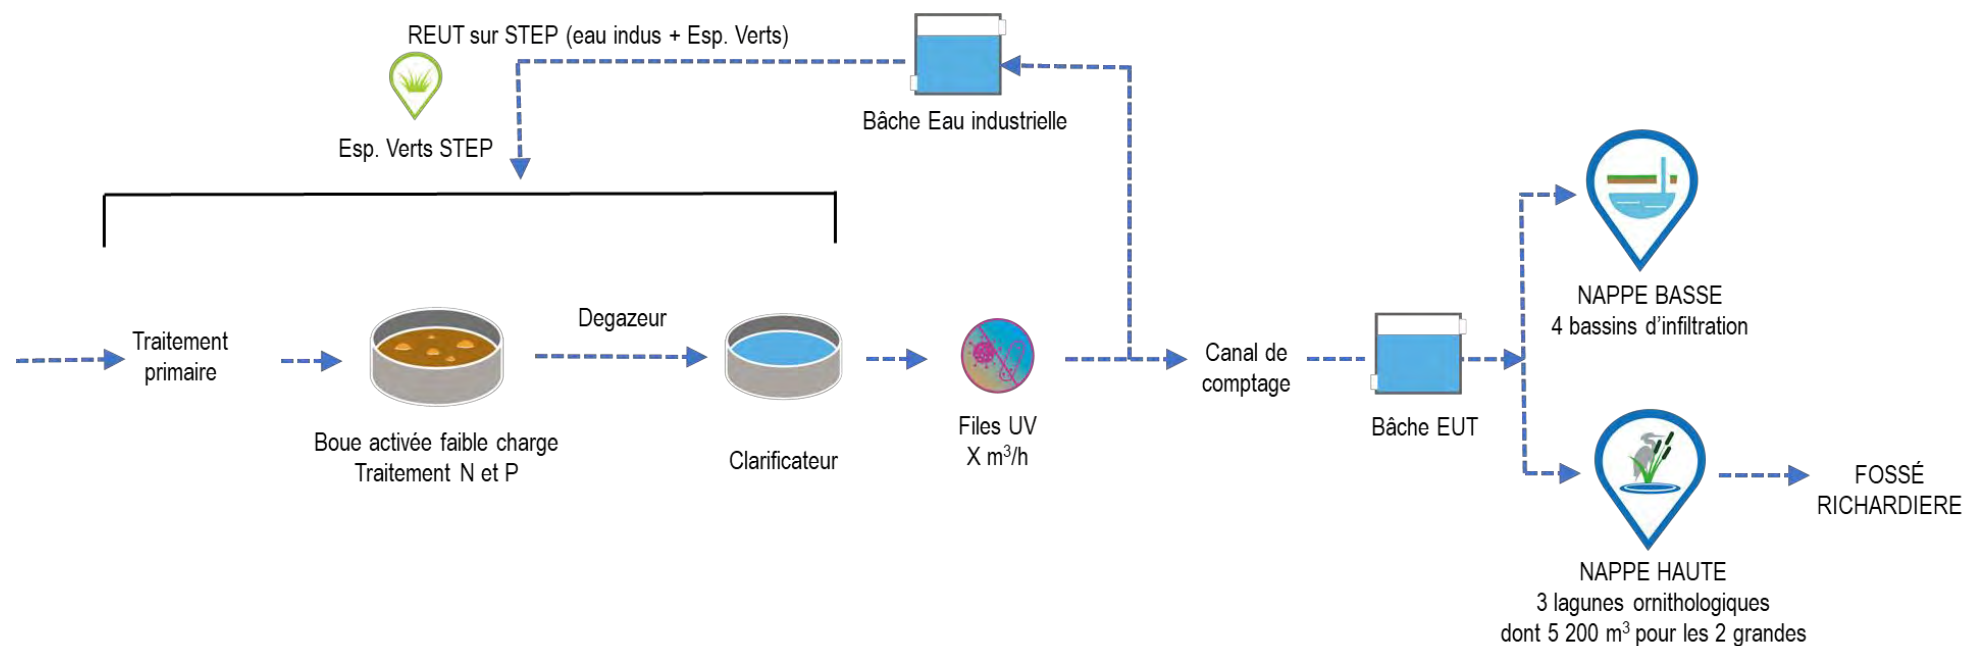 REUT sur STEP (eau indus + Esp. Verts)
Esp. Verts STEP
Bâche Eau industrielle
Traitement
primaire
Boue activée faible charge
Traitement N et P
Degazeur
Clarificateur
Files UV
X m³/h
Canal de
comptage
Bâche EUT
NAPPE BASSE
4 bassins d'infiltration
NAPPE HAUTE
3 lagunes ornithologiques
dont 5 200 m³ pour les 2 grandes
FOSSÉ
RICHARDIERE